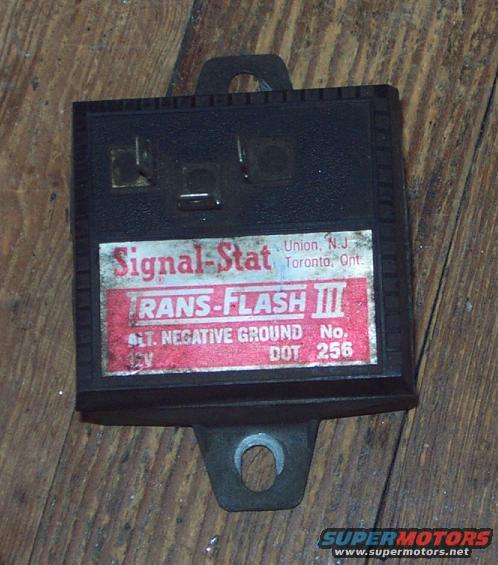 Signal-Stat
Union, N.J.
Toronto, Ont.
TRANS-FLASH III
ALT. NEGATIVE GROUND No.
12V DOT 256
SUPERMOTORS
www.supermotors.net